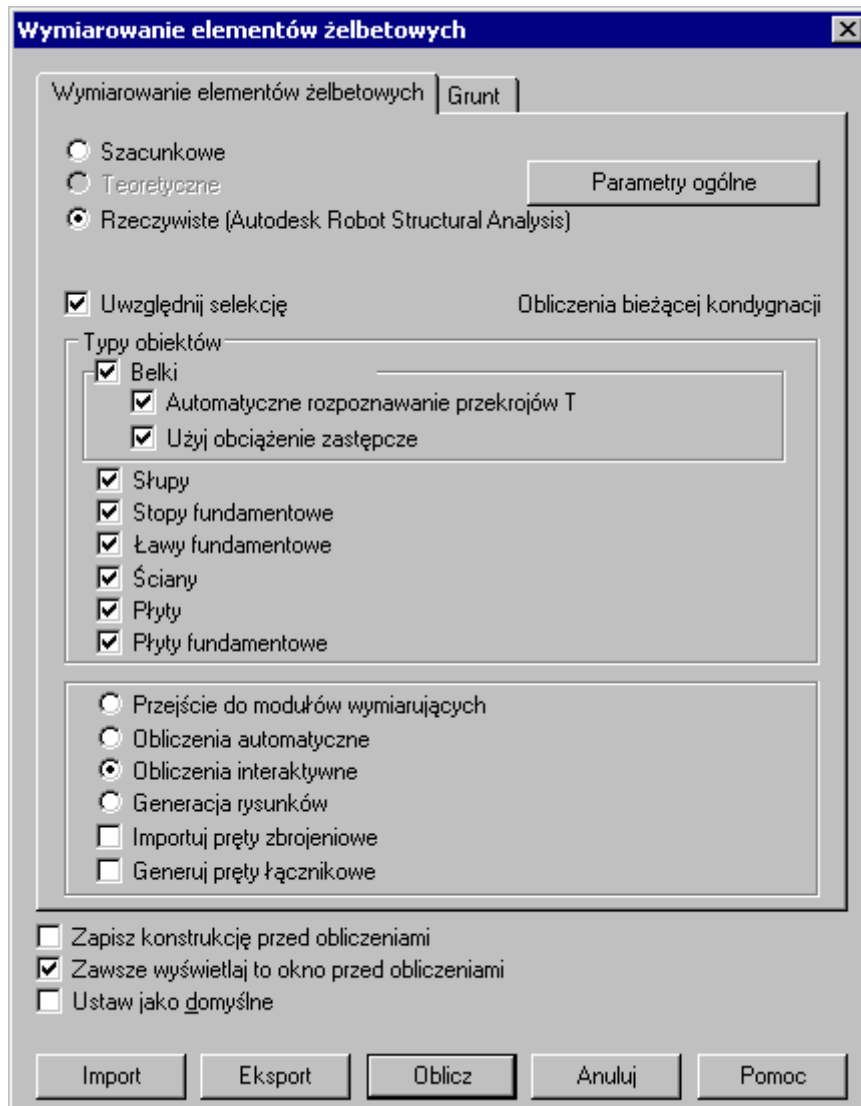 Wymiarowanie elementów żelbetowych
Wymiarowanie elementów żelbetowych Grunt
Szacunkowe
Teoretyczne
Parametry ogólne
Rzeczywiste (Autodesk Robot Structural Analysis)
Uwzględnij selekcję Obliczenia bieżącej kondygnacji
Typy obiektów
Belki
Automatyczne rozpoznawanie przekrojów T
Użyj obciążenie zastępcze
Słupy
Stopy fundamentowe
Ławy fundamentowe
Ściany
Płyty
Płyty fundamentowe
Przejście do modułów wymiarujących
Obliczenia automatyczne
Obliczenia interaktywne
Generacja rysunków
Importuj pręty zbrojeniowe
Generuj pręty łącznikowe
Zapisz konstrukcję przed obliczeniami
Zawsze wyświetlaj to okno przed obliczeniami
Ustaw jako domyślne
Import Eksport Oblicz Anuluj Pomoc